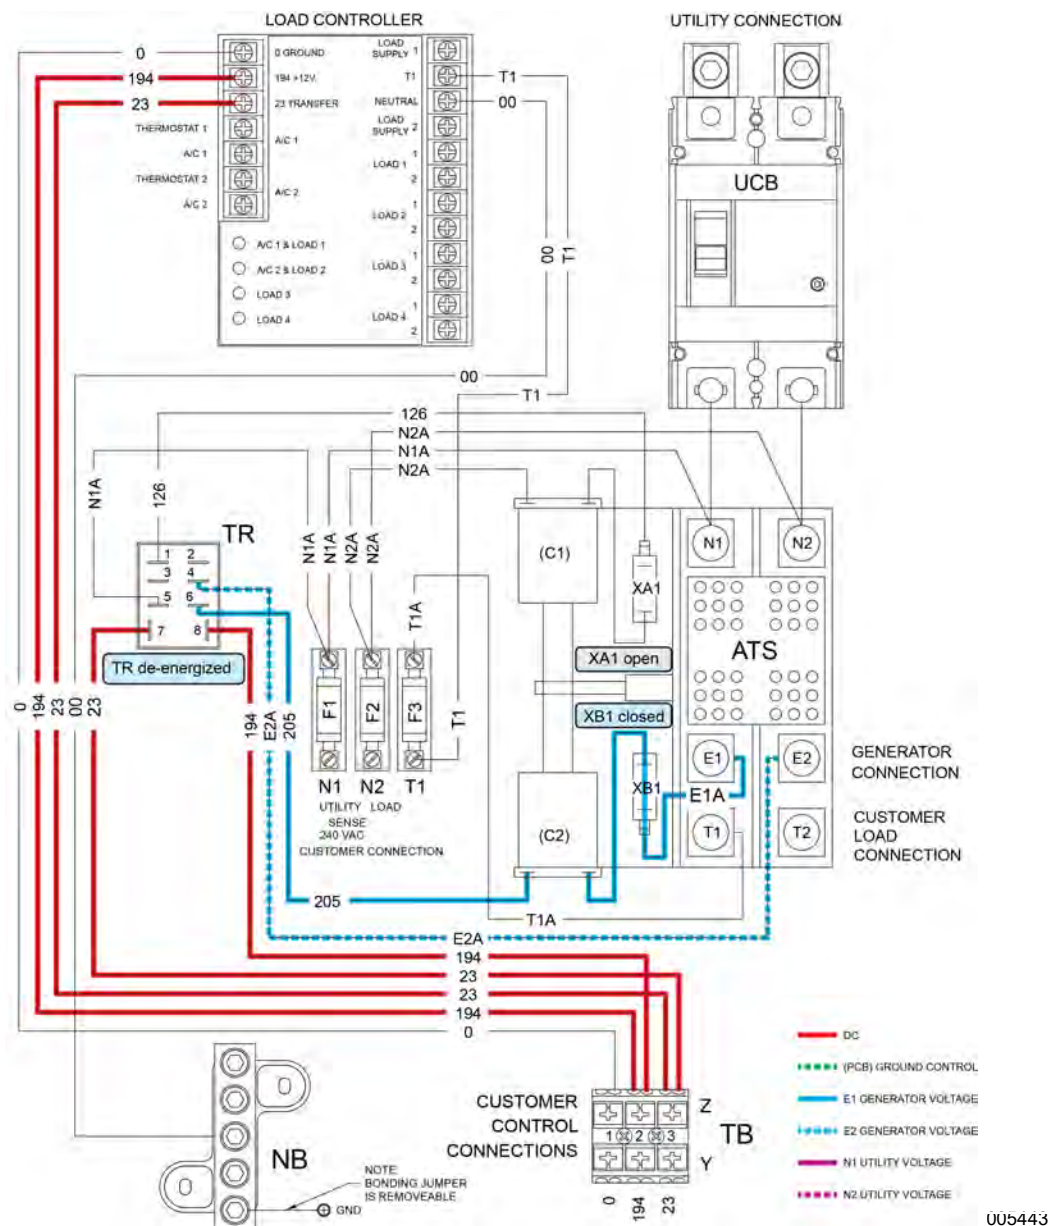 LOAD CONTROLLER
UTILITY CONNECTION
0
194
23
THERMOSTAT 1
A/C 1
THERMOSTAT 2
A/C 2
0 GROUND
194 +12V.
23 TRANSFER
A/C 1
A/C 2
A/C 1 & LOAD 1
A/C 2 & LOAD 2
LOAD 3
LOAD 4
LOAD SUPPLY 1
T1
NEUTRAL
LOAD SUPPLY 2
LOAD 1
1
2
LOAD 2
1
2
LOAD 3
1
2
LOAD 4
1
2
T1
00
00
T1
UCB
00
T1
126
N2A
N1A
N2A
N1A
126
TR
1 2
3 4
5 6
7 8
TR de-energized
N1A
N1A
N2A
N2A
T1A
(C1)
XA1
N1
N2
ATS
XA1 open
XB1 closed
0
194
23
00
23
194
E2A
205
F1
F2
F3
T1
N1
N2
T1
UTILITY LOAD
SENSE
240 VAC
CUSTOMER CONNECTION
(C2)
XB1
E1
E1A
E2
T1
T2
GENERATOR
CONNECTION
CUSTOMER
LOAD
CONNECTION
205
T1A
E2A
194
23
23
194
0
NB
NOTE
BONDING JUMPER
IS REMOVEABLE
GND
CUSTOMER
CONTROL
CONNECTIONS
1 2 3
Z
TB
Y
0
194
23
DC
(PCB) GROUND CONTROL
E1 GENERATOR VOLTAGE
E2 GENERATOR VOLTAGE
N1 UTILITY VOLTAGE
N2 UTILITY VOLTAGE
005443